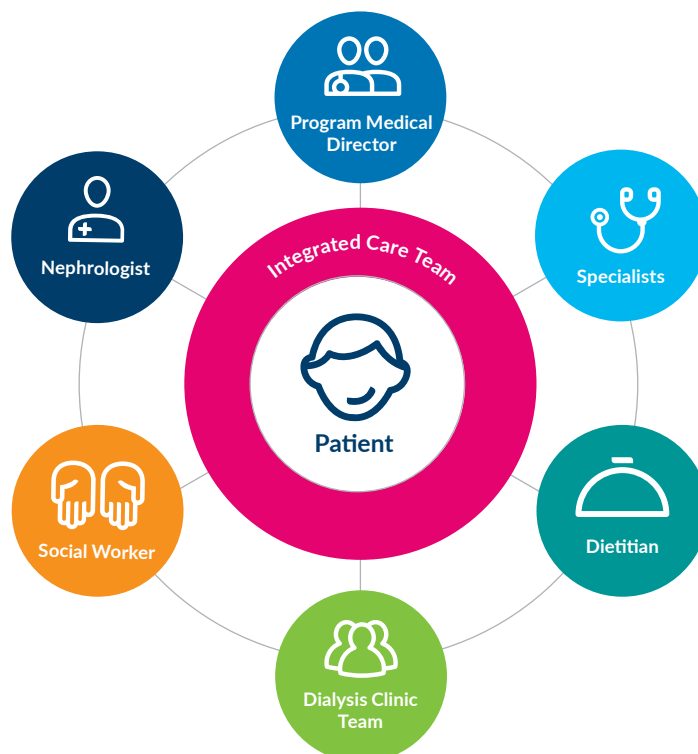 Program Medical
Director
Nephrologist
Specialists
Integrated Care Team
Patient
Social Worker
Dietitian
Dialysis Clinic
Team